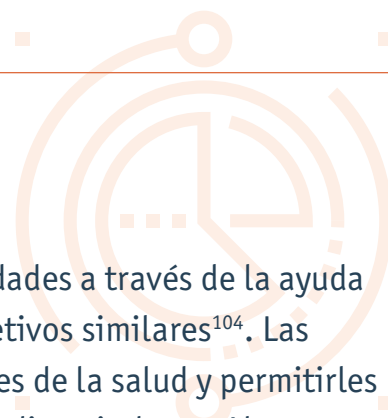 dades a través de la ayuda
etivos similares¹⁰⁴. Las
es de la salud y permitirles